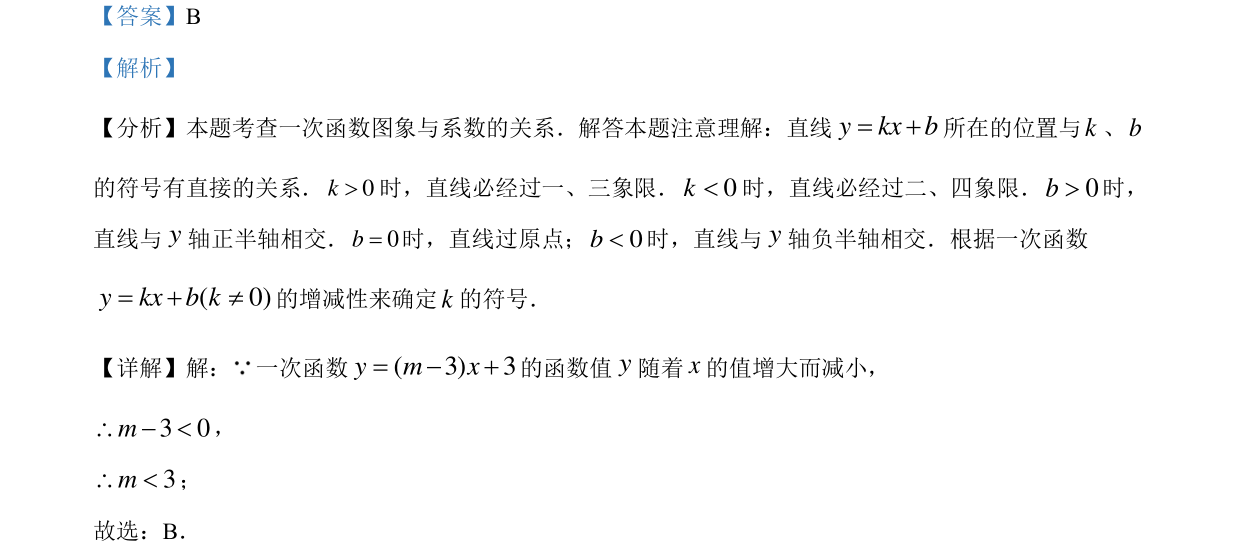 【答案】B
【解析】
【分析】本题考查一次函数图象与系数的关系．解答本题注意理解：直线 y = kx + b 所在的位置与 k 、b
的符号有直接的关系．k > 0 时，直线必经过一、三象限．k < 0 时，直线必经过二、四象限．b > 0 时，
直线与 y 轴正半轴相交．b = 0 时，直线过原点；b < 0 时，直线与 y 轴负半轴相交．根据一次函数
y = kx + b(k ≠ 0) 的增减性来确定 k 的符号．
【详解】解：∵一次函数 y = (m − 3)x + 3 的函数值 y 随着 x 的值增大而减小，
∴m − 3 < 0，
∴m < 3；
故选：B．